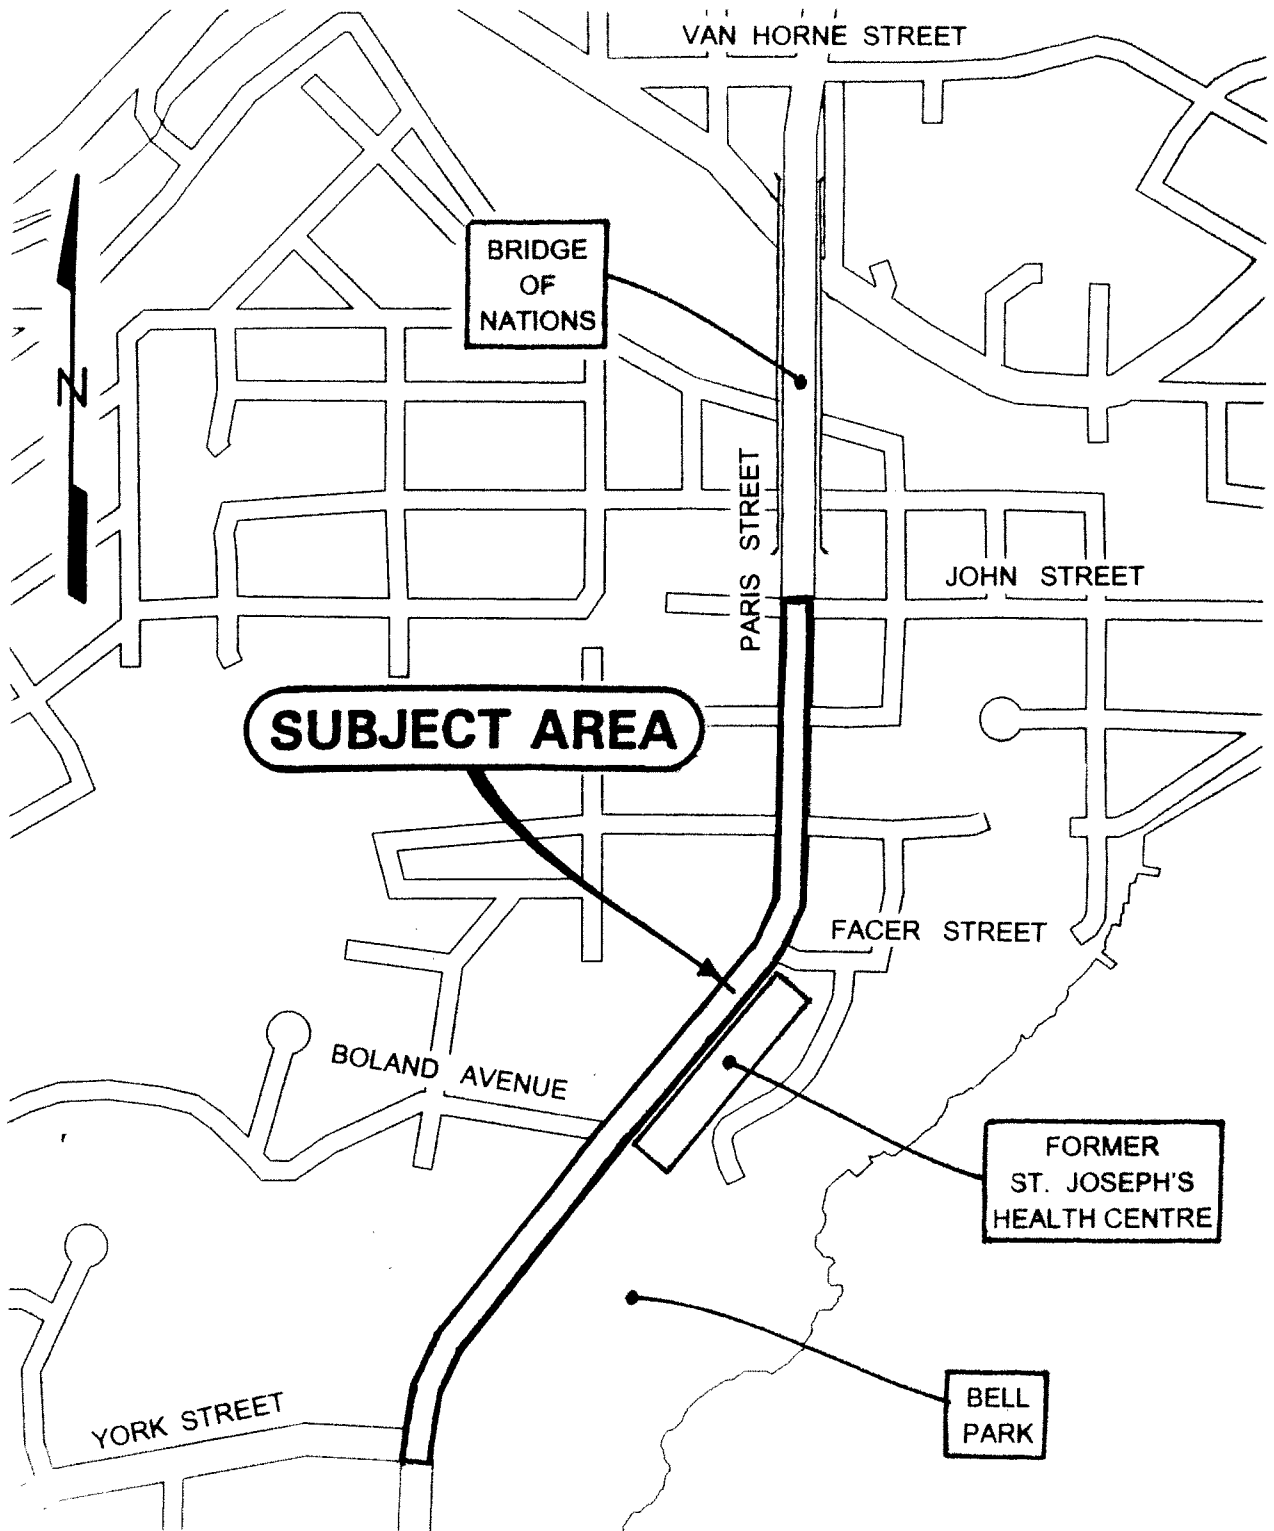 VAN HORNE STREET
BRIDGE
OF
NATIONS
N
PARIS STREET
JOHN STREET
SUBJECT AREA
FACER STREET
BOLAND AVENUE
FORMER
ST. JOSEPH'S
HEALTH CENTRE
BELL
PARK
YORK STREET